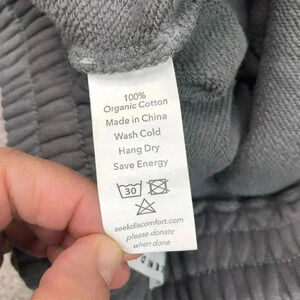 100%
Organic Cotton
Made in China
Wash Cold
Hang Dry
Save Energy
30
seekdiscomfort.com
please donate
when done